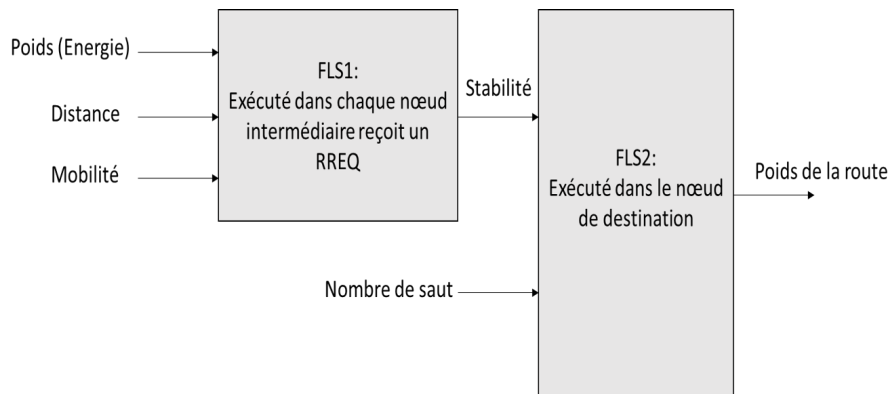 Poids (Energie)
Distance
Mobilité
FLS1:
Exécuté dans chaque nœud
intermédiaire reçoit un
RREQ
Stabilité
Nombre de saut
FLS2:
Exécuté dans le nœud
de destination
Poids de la route